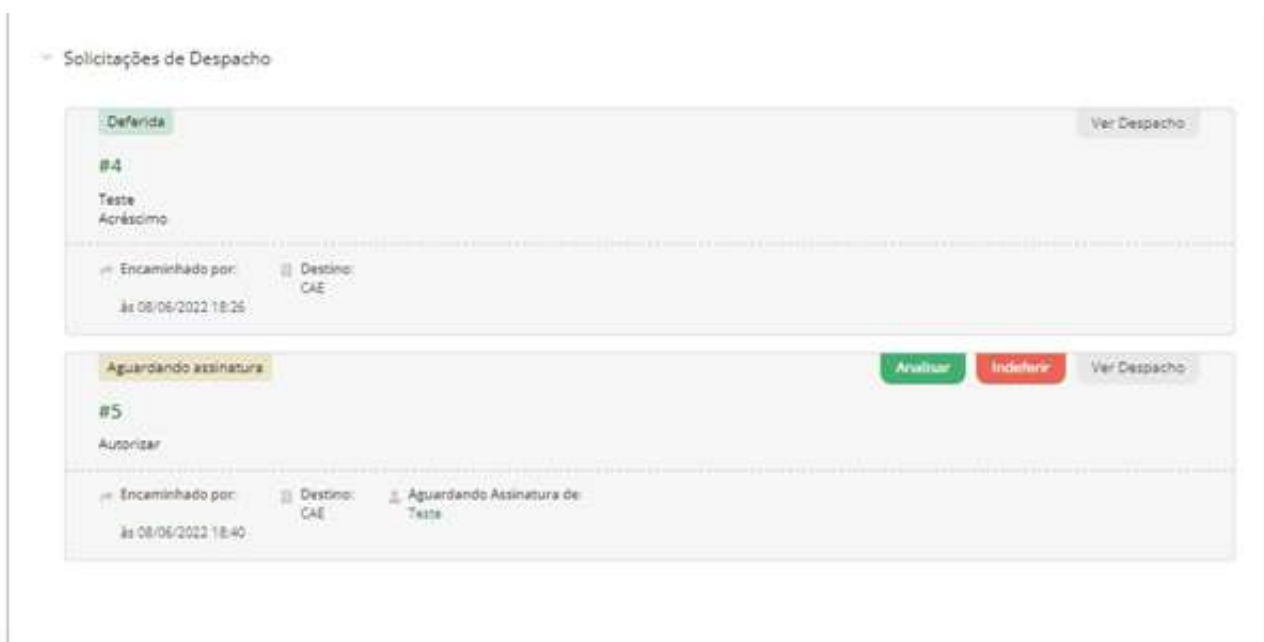 Solicitações de Despacho
Deferida
Ver Despacho
#4
Teste
Acréscimo
Encaminhado por:
Destino:
CAE
às 08/06/2022 18:26
Aguardando assinatura
Analisar
Indeferir
Ver Despacho
#5
Autorizar
Encaminhado por:
Destino:
Aguardando Assinatura de:
CAE
Teste
às 08/06/2022 18:40